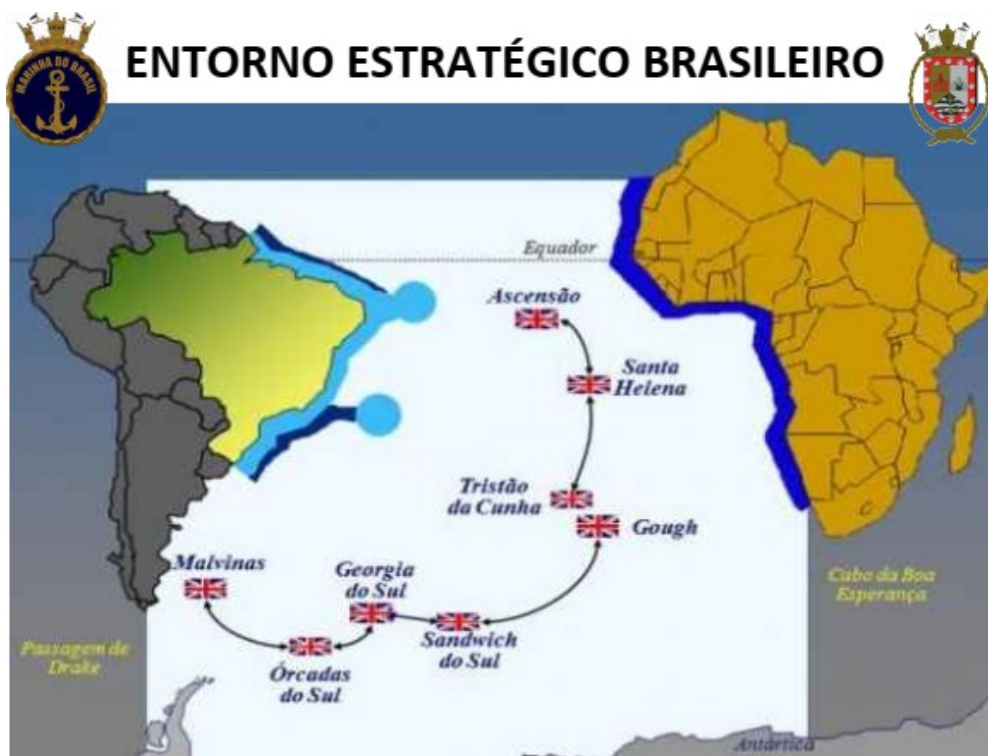 MARINHA DO BRASIL
ENTORNO ESTRATÉGICO BRASILEIRO
Equador
Ascensão
Santa
Helena
Tristão
da Cunha
Gough
Malvinas
Georgia
do Sul
Cabo da Boa
Esperança
Sandwich
do Sul
Passagem de
Drake
Órcadas
do Sul
Antártica